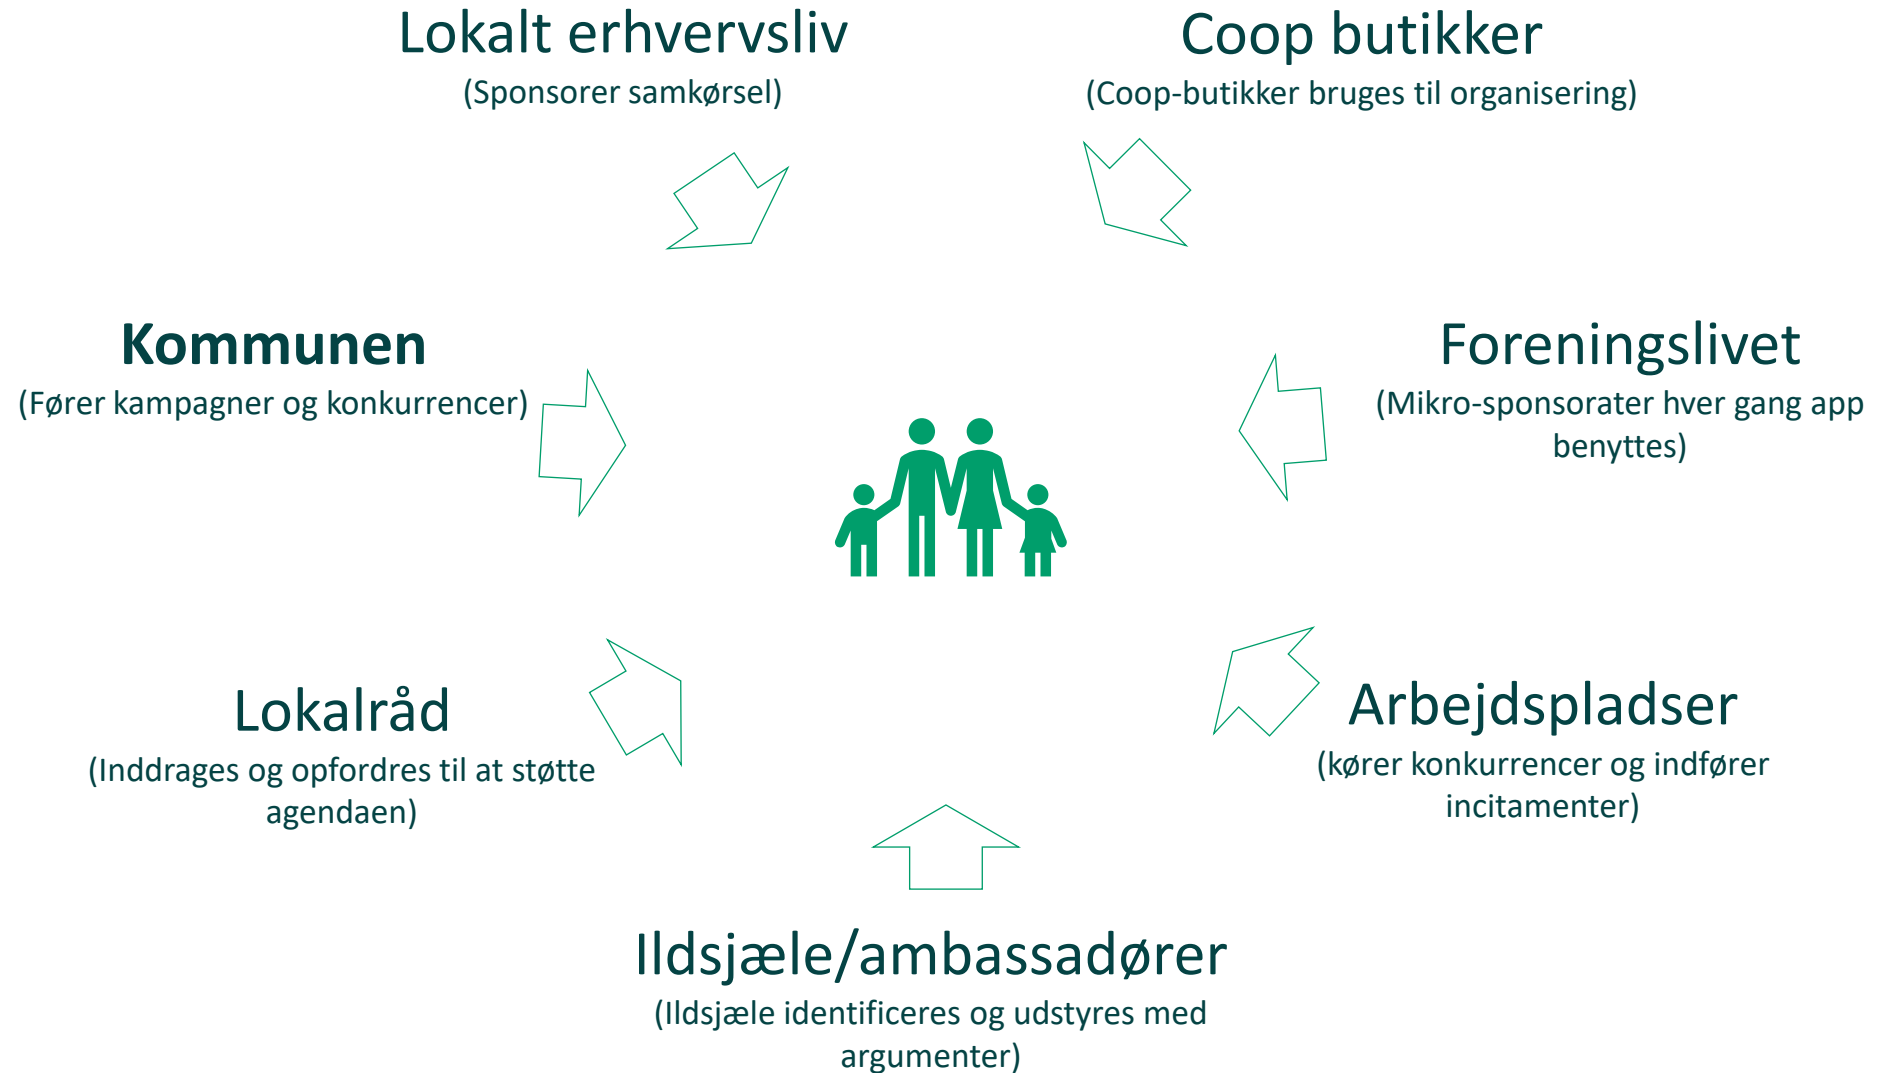 Lokalt erhvervsliv
(Sponsorer samkørsel)
Coop butikker
(Coop-butikker bruges til organisering)
Kommunen
(Fører kampagner og konkurrencer)
Foreningslivet
(Mikro-sponsorater hver gang app
benyttes)
Lokalråd
(Inddrages og opfordres til at støtte
agendaen)
Arbejdspladser
(kører konkurrencer og indfører
incitamenter)
Ildsjæle/ambassadører
(Ildsjæle identificeres og udstyres med
argumenter)